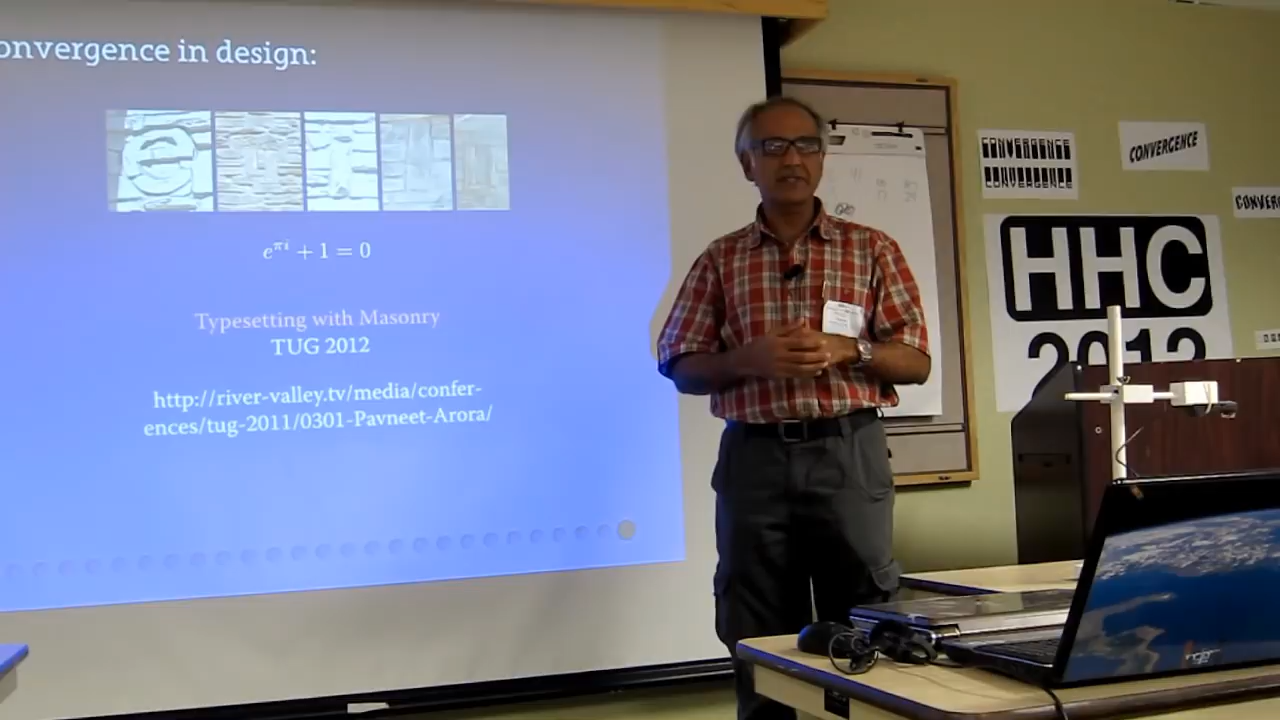 onvergence in design:
e
e^{πi} + 1 = 0
Typesetting with Masonry
TUG 2012
http://river-valley.tv/media/confer-
ences/tug-2011/0301-Pavneet-Arora/
CONVERGENCE
CONVERGENCE
CONVERGENCE
CONVERG
HHC
2012